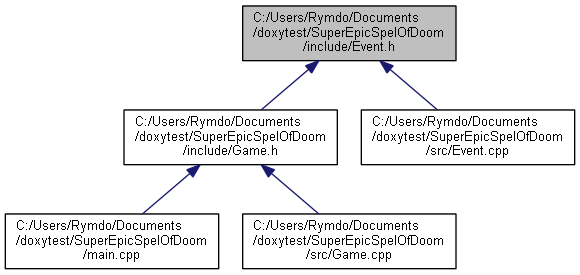 C:/Users/Rymdo/Documents
/doxytest/SuperEpicSpelOfDoom
/include/Event.h
C:/Users/Rymdo/Documents
/doxytest/SuperEpicSpelOfDoom
/include/Game.h
C:/Users/Rymdo/Documents
/doxytest/SuperEpicSpelOfDoom
/src/Event.cpp
C:/Users/Rymdo/Documents
/doxytest/SuperEpicSpelOfDoom
/main.cpp
C:/Users/Rymdo/Documents
/doxytest/SuperEpicSpelOfDoom
/src/Game.cpp